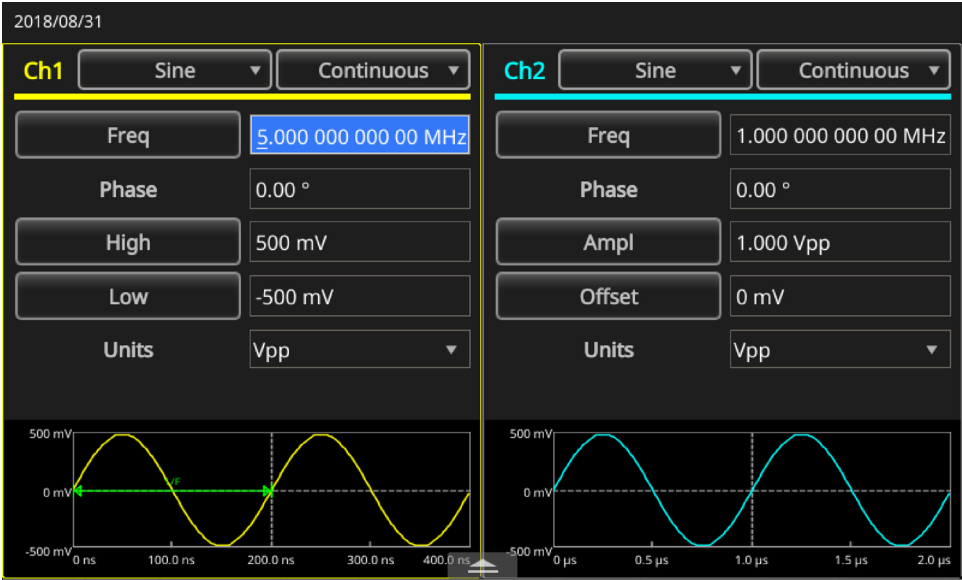 2018/08/31
Ch1 Sine Continuous
Freq 5.000 000 000 00 MHz
Phase 0.00 °
High 500 mV
Low -500 mV
Units Vpp
500 mV
0 mV
-500 mV
0 ns 100.0 ns 200.0 ns 300.0 ns 400.0 ns
Ch2 Sine Continuous
Freq 1.000 000 000 00 MHz
Phase 0.00 °
Ampl 1.000 Vpp
Offset 0 mV
Units Vpp
500 mV
0 mV
-500 mV
0 µs 0.5 µs 1.0 µs 1.5 µs 2.0 µs